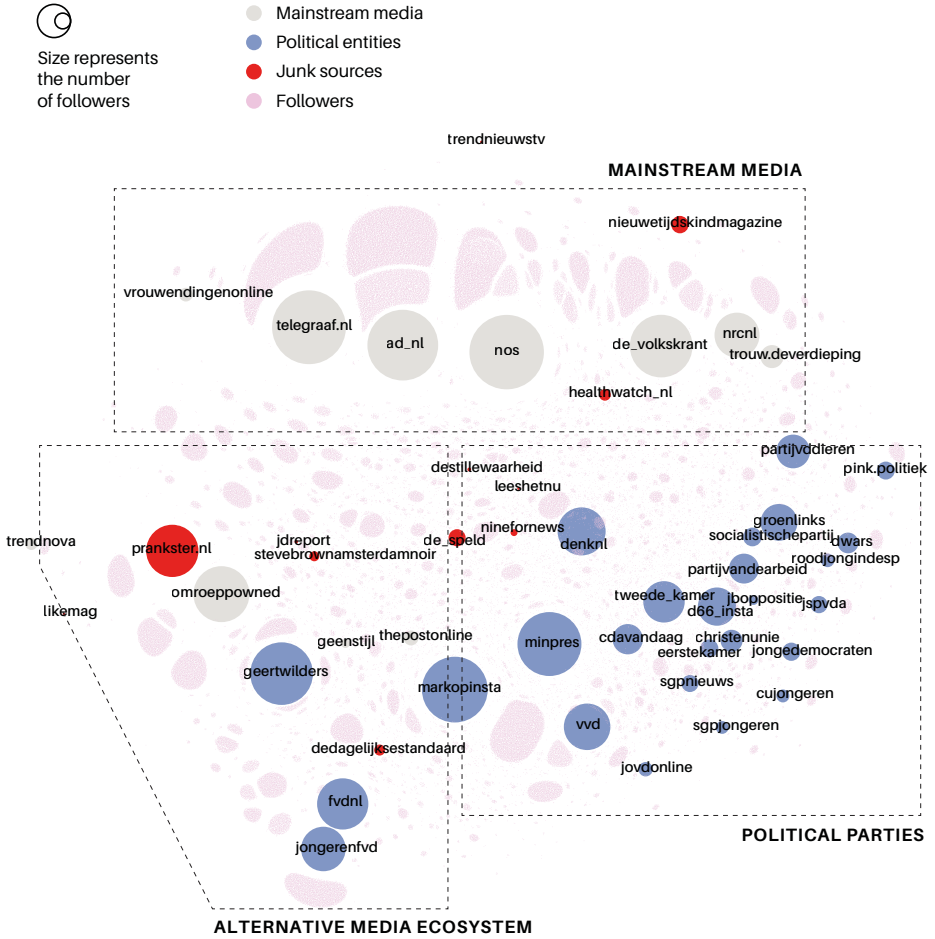 Size represents
the number
of followers
Mainstream media
Political entities
Junk sources
Followers
trendnieuwstv
MAINSTREAM MEDIA
nieuwetijdskindmagazine
vrouwendingenonline
telegraaf.nl
ad_nl
nos
de_volkskrant
nrcnl
trouw.deverdieping
healthwatch_nl
partijvddieren
pink.politiek
destillewaarheid
leeshetnu
groenlinks
socialistischepartij
dwars
ninefornews
denknl
de_speld
trendnova
prankster.nl
jdreport
stevebrownamsterdamnoir
roodjongindesp
partijvandearbeid
omroeppowned
likemag
tweede_kamer
jboppositie
d66_insta
jspvda
geenstijl
thepostonline
minpres
cdavandaag
christenunie
eerstekamer
jongedemocraten
geertwilders
markopinsta
sgpnieuws
cujongeren
vvd
sgpjongeren
dedagelijksestandaard
jovdonline
fvdnl
jongerenfvd
POLITICAL PARTIES
ALTERNATIVE MEDIA ECOSYSTEM